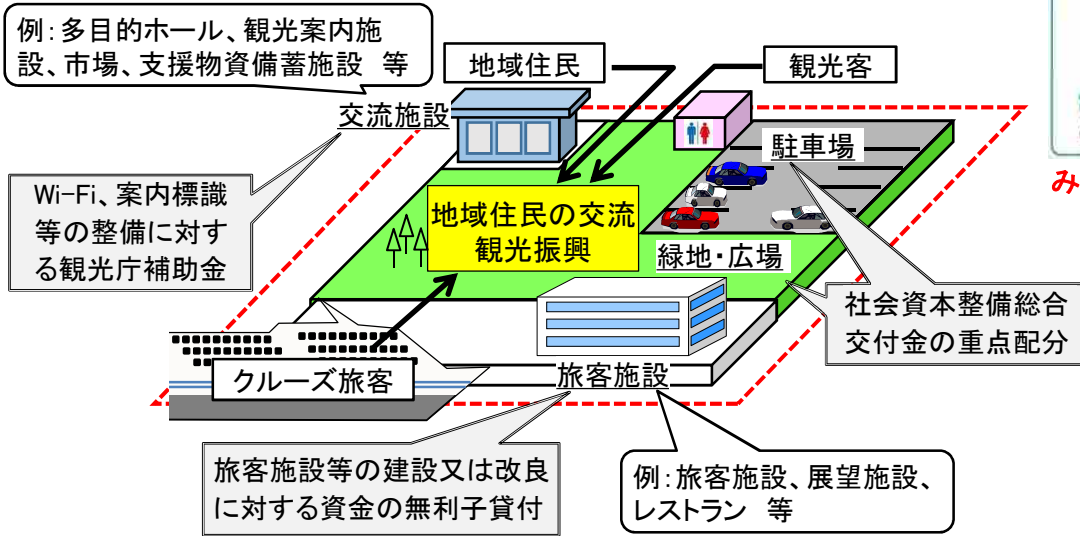 例:多目的ホール、観光案内施
設、市場、支援物資備蓄施設 等
地域住民
観光客
交流施設
駐車場
Wi-Fi、案内標識
等の整備に対す
る観光庁補助金
地域住民の交流
観光振興
緑地・広場
み
社会資本整備総合
交付金の重点配分
クルーズ旅客
旅客施設
旅客施設等の建設又は改良
に対する資金の無利子貸付
例:旅客施設、展望施設、
レストラン 等